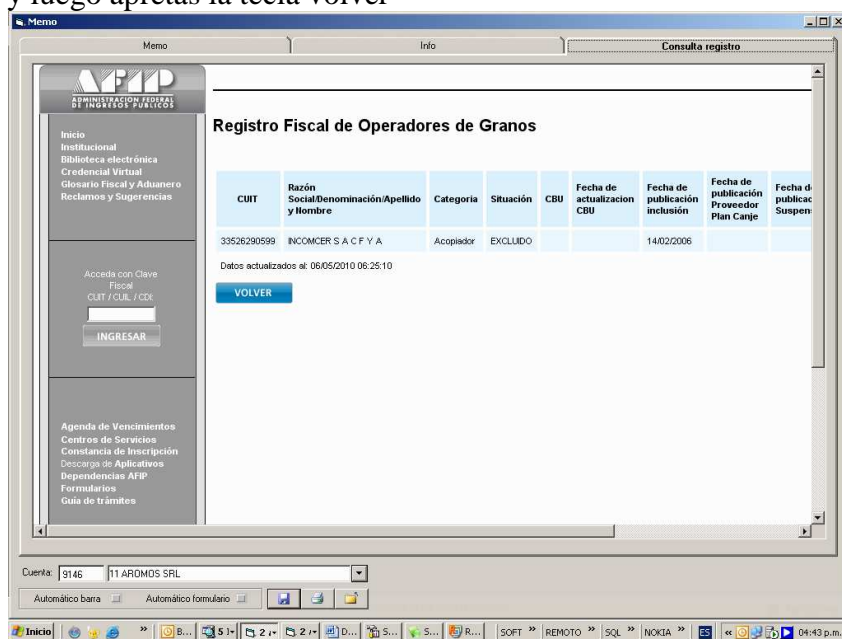 y luego apretas la tecla volver
Memo
Memo
Info
Consulta registro
AFIP
ADMINISTRACION FEDERAL
DE INGRESOS PUBLICOS
Inicio
Institucional
Biblioteca electrónica
Credencial Virtual
Glosario Fiscal y Aduanero
Reclamos y Sugerencias
Acceda con Clave
Fiscal
CUIT / CUIL / CDI:
INGRESAR
Agenda de Vencimientos
Centros de Servicios
Constancia de Inscripción
Descarga de Aplicativos
Dependencias AFIP
Formularios
Guía de trámites
Registro Fiscal de Operadores de Granos
CUIT
Razón
Social/Denominación/Apellido
y Nombre
Categoria
Situación
CBU
Fecha de
actualizacion
CBU
Fecha de
publicación
inclusión
Fecha de
publicación
Proveedor
Plan Canje
Fecha d
publicac
Suspen
33526290599 INCOMCER S A C F Y A Acopiador EXCLUIDO 14/02/2006
Datos actualizados al: 06/05/2010 06:25:10
VOLVER
Cuenta: 9146 11 AROMOS SRL
Automático barra Automático formulario
Inicio » B... 5 I 2 I 2 I D... S... S... R... SOFT » REMOTO » SQL » NOKIA » ES « 04:43 p.m.